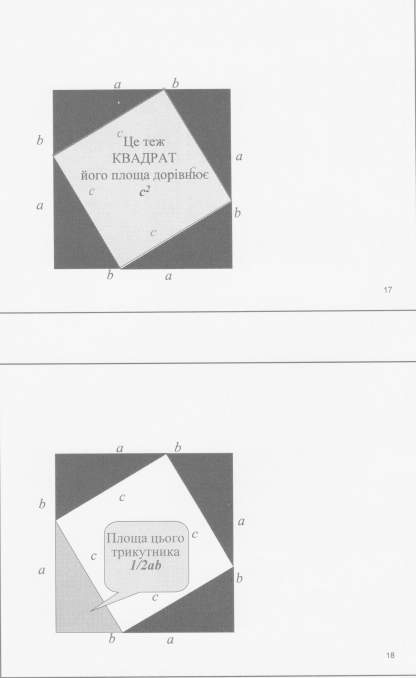 a b
b
c
Це теж
КВАДРАТ
a
його площа дорівнює
c
c
c²
a
b
c
b a
17
a b
b
c
a
Площа цього
c
трикутника
c
1/2ab
a
b
c
b a
18